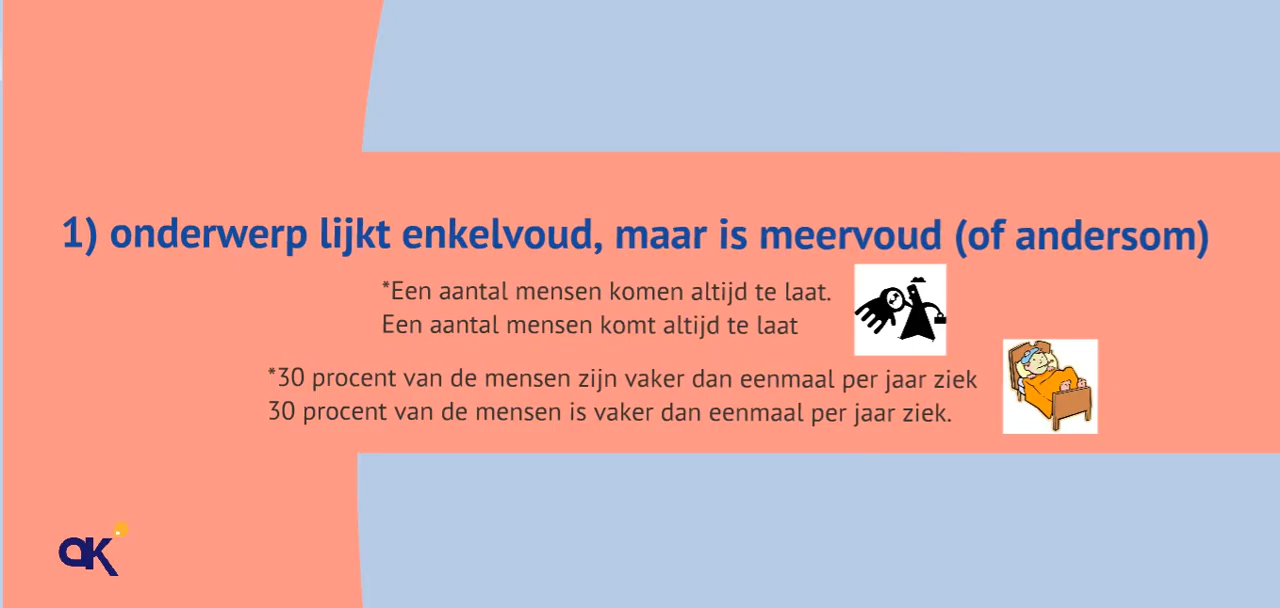 1) onderwerp lijkt enkelvoud, maar is meervoud (of andersom)
*Een aantal mensen komen altijd te laat.
Een aantal mensen komt altijd te laat
*30 procent van de mensen zijn vaker dan eenmaal per jaar ziek
30 procent van de mensen is vaker dan eenmaal per jaar ziek.
aK